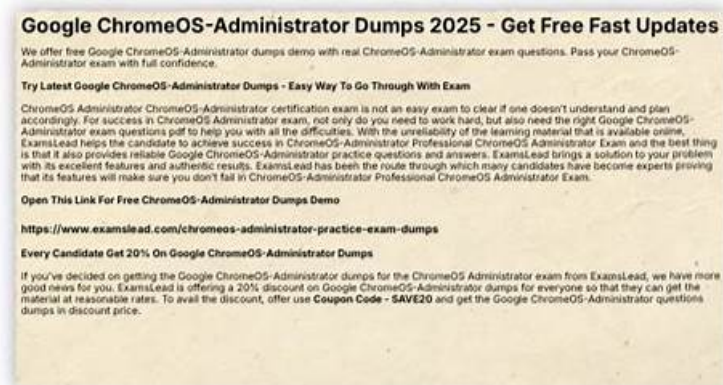 Google ChromeOS-Administrator Dumps 2025 - Get Free Fast Updates
We offer free Google ChromeOS-Administrator dumps demo with real ChromeOS-Administrator exam questions. Pass your ChromeOS-
Administrator exam with full confidence.
Try Latest Google ChromeOS-Administrator Dumps - Easy Way To Go Through With Exam
ChromeOS Administrator ChromeOS-Administrator certification exam is not an easy exam to clear if one doesn't understand and plan
accordingly. For success in ChromeOS Administrator exam, not only do you need to work hard, but also need the right Google ChromeOS-
Administrator exam questions pdf to help you with all the difficulties. With the unreliability of the learning material that is available online,
ExamsLead helps the candidate to achieve success in ChromeOS Administrator Professional ChromeOS Administrator Exam and the best thing
is that it also provides reliable Google ChromeOS-Administrator practice questions and answers. ExamsLead brings a solution to your problem
with its excellent features and authentic results. ExamsLead has been the route through which many candidates have become experts proving
that its features will make sure you don't fail in ChromeOS-Administrator Professional ChromeOS Administrator Exam.
Open This Link For Free ChromeOS-Administrator Dumps Demo
https://www.examslead.com/chromeos-administrator-practice-exam-dumps
Every Candidate Get 20% On Google ChromeOS-Administrator Dumps
If you've decided on getting the Google ChromeOS-Administrator dumps for the ChromeOS Administrator exam from ExamsLead, we have more
good news for you. ExamsLead is offering a 20% discount on Google ChromeOS-Administrator dumps for everyone so that they can get the
material at reasonable rates. To avail the discount, offer use Coupon Code - SAVE20 and get the Google ChromeOS-Administrator questions
dumps in discount price.